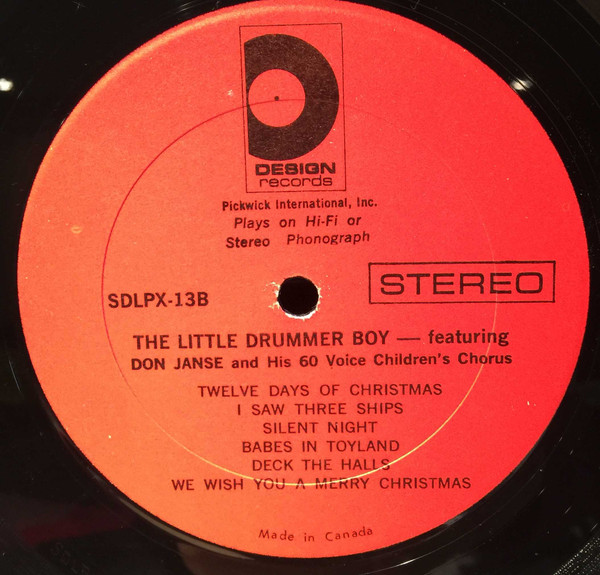 DESIGN
records
Pickwick International, Inc.
Plays on Hi-Fi or
Stereo Phonograph
STEREO
SDLPX-13B
THE LITTLE DRUMMER BOY — featuring
DON JANSE and His 60 Voice Children's Chorus
TWELVE DAYS OF CHRISTMAS
I SAW THREE SHIPS
SILENT NIGHT
BABES IN TOYLAND
DECK THE HALLS
WE WISH YOU A MERRY CHRISTMAS
Made in Canada